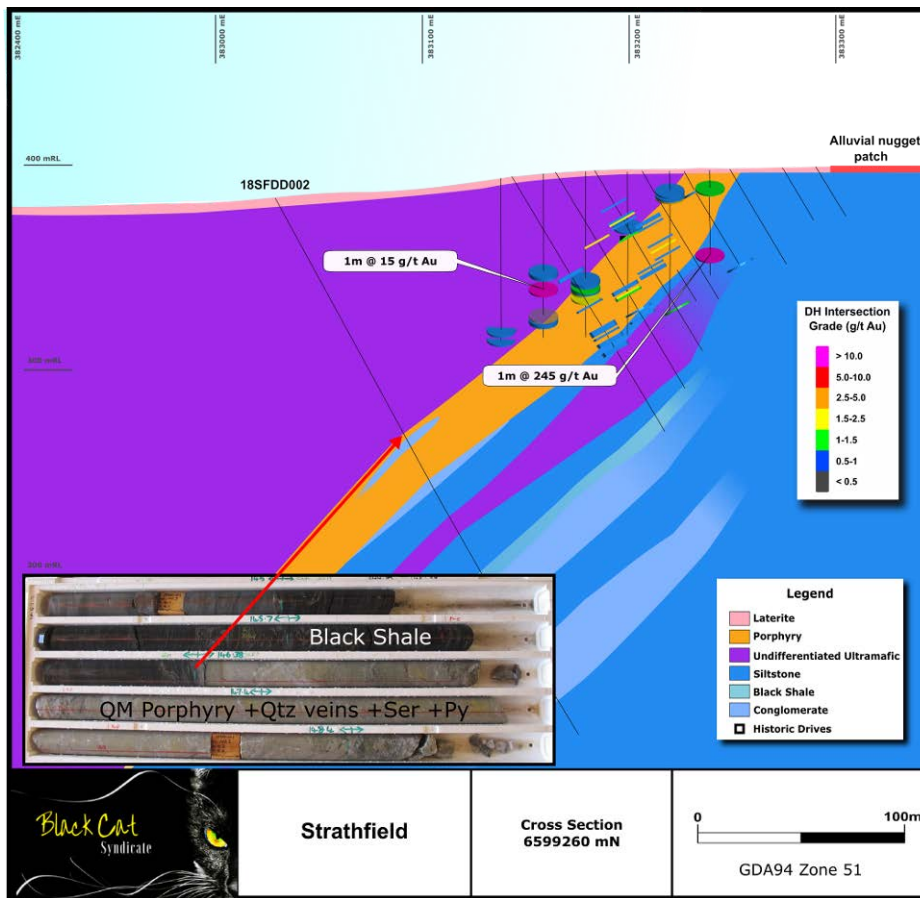 382400 mE
383000 mE
383100 mE
383200 mE
383300 mE
400 mRL
Alluvial nugget
patch
18SFDD002
1m @ 15 g/t Au
1m @ 245 g/t Au
DH Intersection
Grade (g/t Au)
> 10.0
5.0-10.0
2.5-5.0
1.5-2.5
1-1.5
0.5-1
< 0.5
300 mRL
200 mRL
Black Shale
QM Porphyry +Qtz veins +Ser +Py
Legend
Laterite
Porphyry
Undifferentiated Ultramafic
Siltstone
Black Shale
Conglomerate
Historic Drives
Black Cat
Syndicate
Strathfield
Cross Section
6599260 mN
0
100m
GDA94 Zone 51